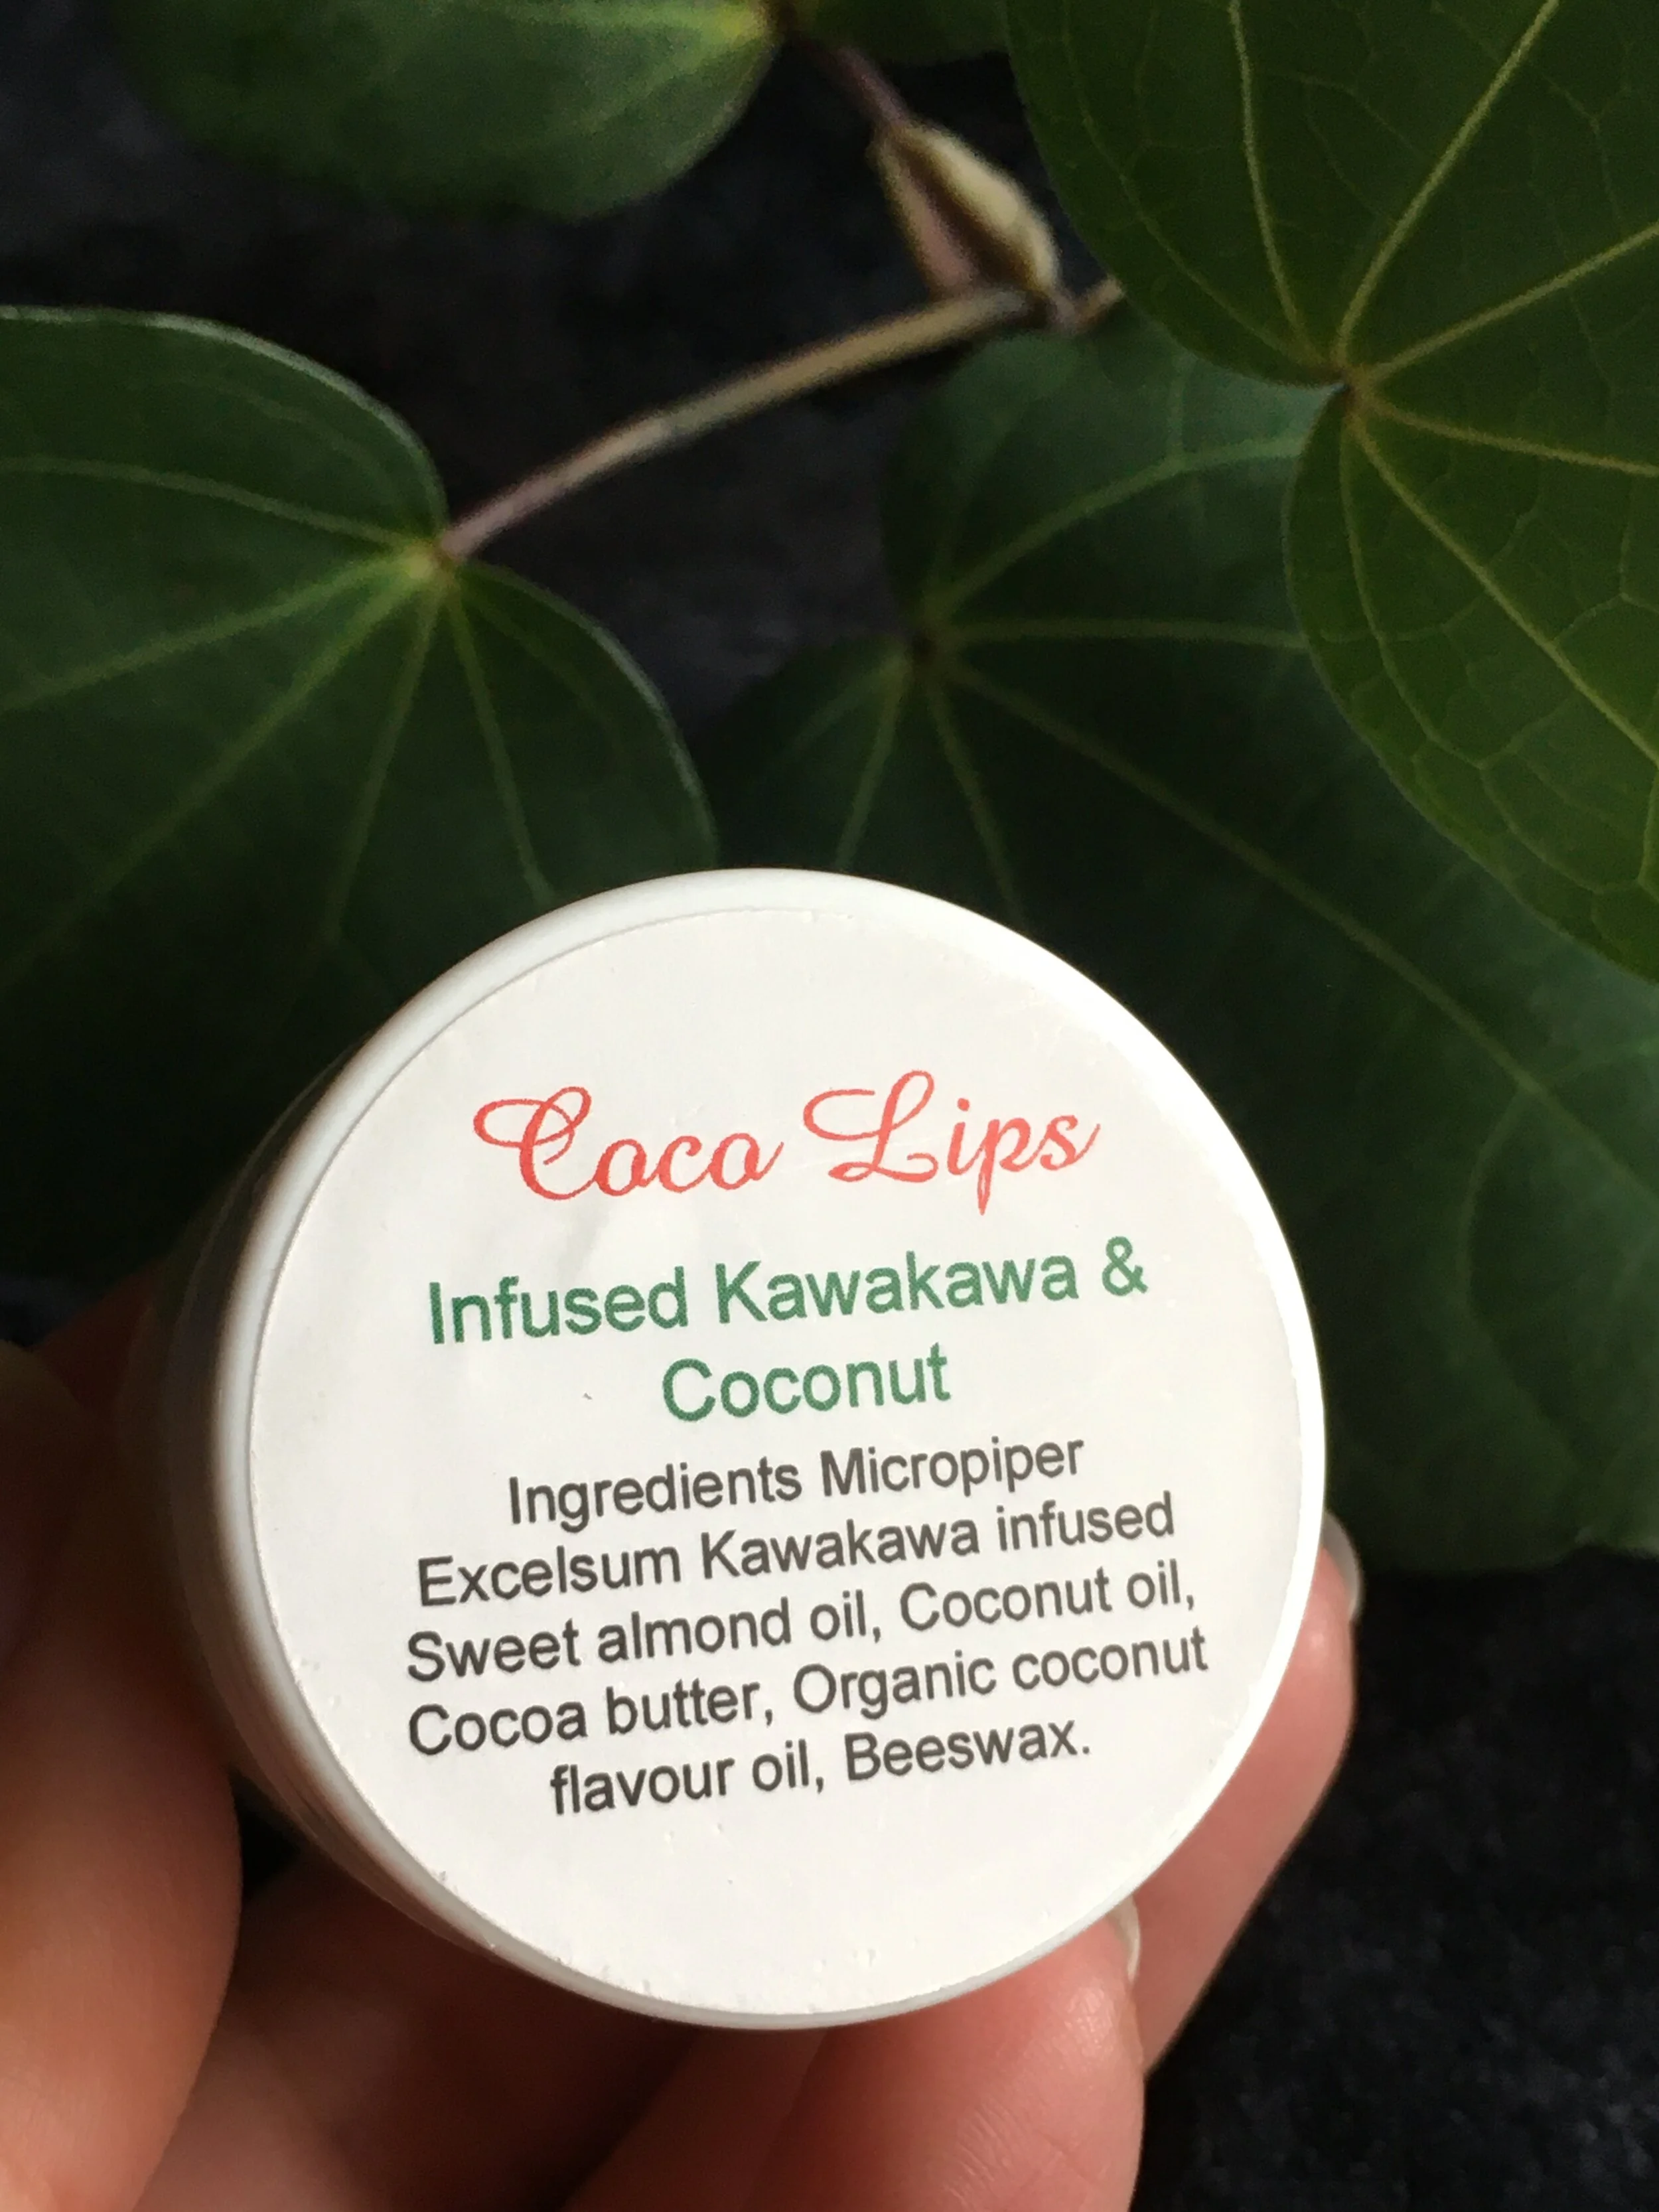 Coco Lips
Infused Kawakawa &
Coconut
Ingredients Micropiper
Excelsum Kawakawa infused
Sweet almond oil, Coconut oil,
Cocoa butter, Organic coconut
flavour oil, Beeswax.